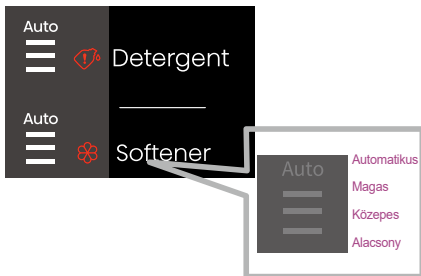 Auto
Detergent
Auto
Softener
Auto
Automatikus
Magas
Közepes
Alacsony